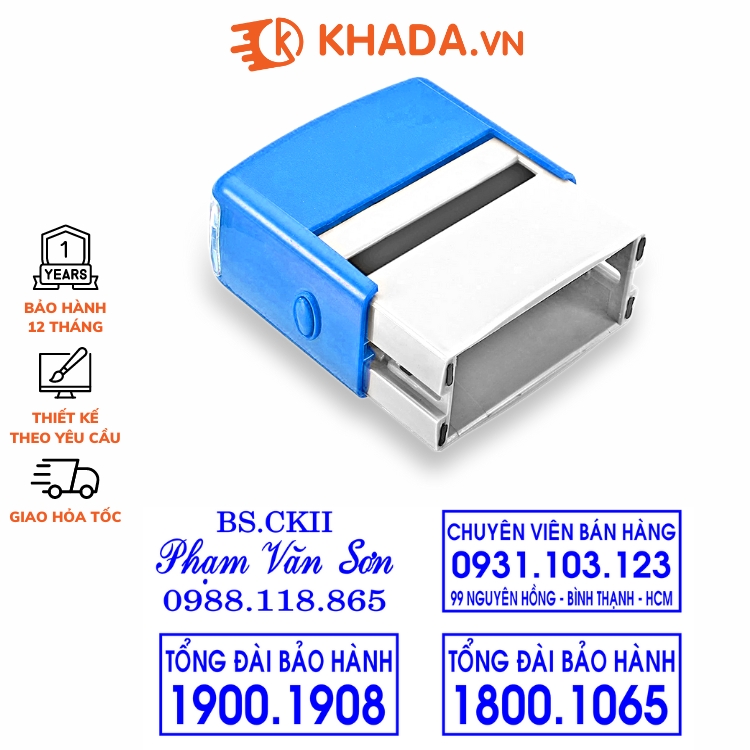 KHADA.vn
1
YEARS
BẢO HÀNH
12 THÁNG
THIẾT KẾ
THEO YÊU CẦU
GIAO HỎA TỐC
BS.CKII
Phạm Văn Sơn
0988.118.865
CHUYÊN VIÊN BÁN HÀNG
0931.103.123
99 NGUYÊN HỒNG - BÌNH THẠNH - HCM
TỔNG ĐÀI BẢO HÀNH
1900.1908
TỔNG ĐÀI BẢO HÀNH
1800.1065